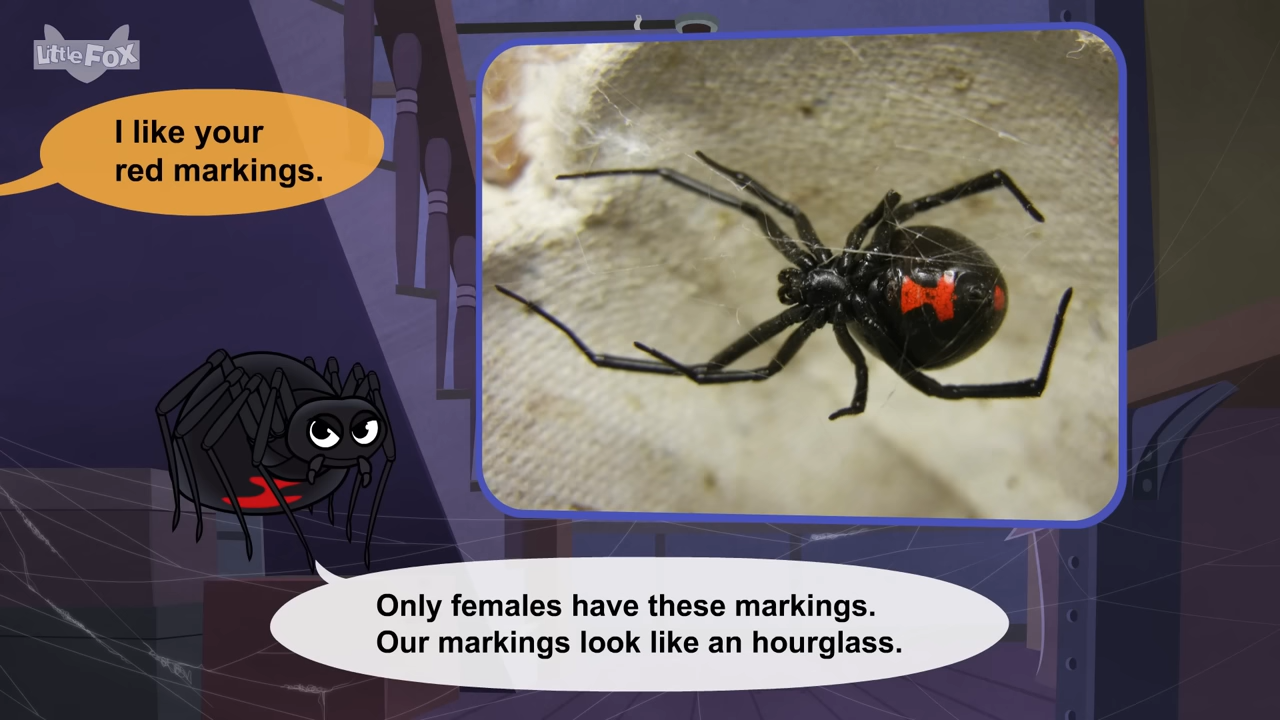 Little Fox
I like your
red markings.
Only females have these markings.
Our markings look like an hourglass.